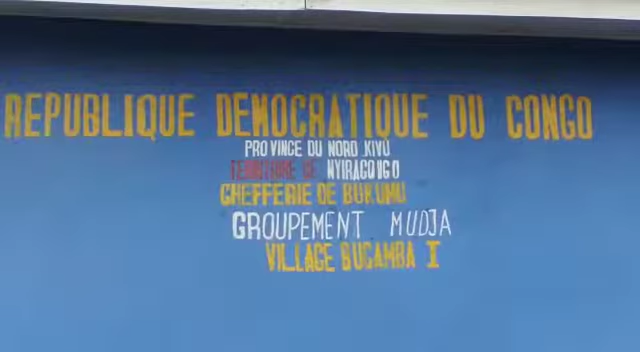 REPUBLIQUE DEMOCRATIQUE DU CONGO
PROVINCE DU NORD KIVU
TERRITOIRE DE NYIRAGONGO
CHEFFERIE DE BUKUMU
GROUPEMENT MUDJA
VILLAGE BUGAMBA I